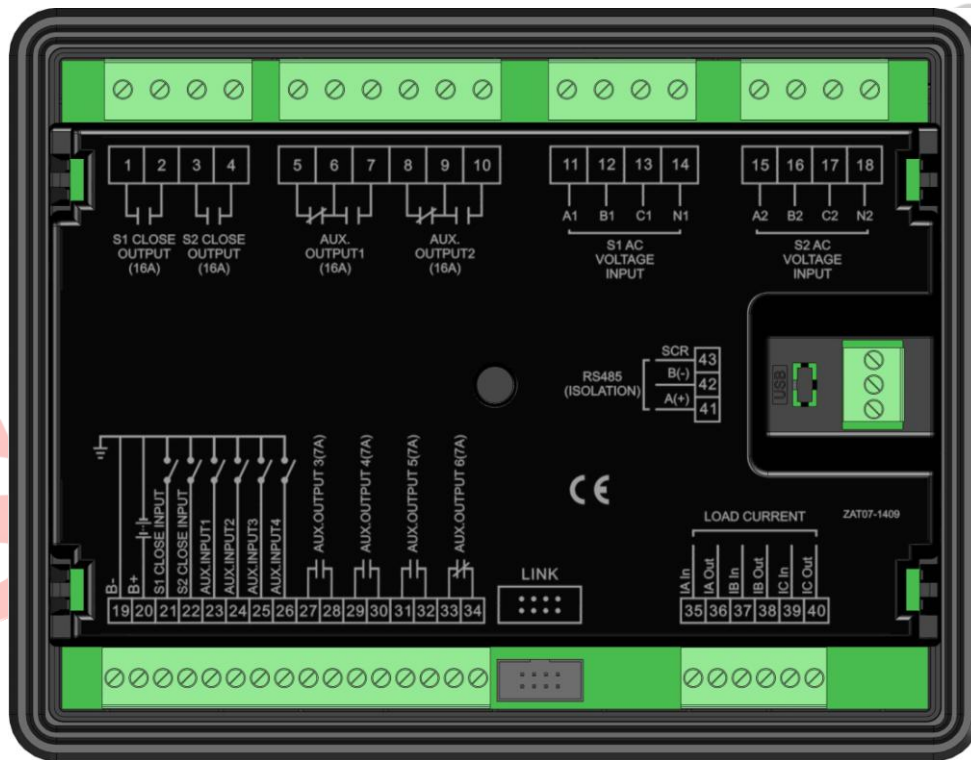 1 2 3 4
5 6 7 8 9 10
11 12 13 14
15 16 17 18
S1 CLOSE
OUTPUT
(16A)
S2 CLOSE
OUTPUT
(16A)
AUX.
OUTPUT1
(16A)
AUX.
OUTPUT2
(16A)
A1 B1 C1 N1
S1 AC
VOLTAGE
INPUT
A2 B2 C2 N2
S2 AC
VOLTAGE
INPUT
RS485
(ISOLATION)
SCR 43
B(-) 42
A(+) 41
USB
B-
B+
S1 CLOSE INPUT
S2 CLOSE INPUT
AUX.INPUT1
AUX.INPUT2
AUX.INPUT3
AUX.INPUT4
AUX.OUTPUT 3(7A)
AUX.OUTPUT 4(7A)
AUX.OUTPUT 5(7A)
AUX.OUTPUT 6(7A)
19 20 21 22 23 24 25 26 27 28 29 30 31 32 33 34
CE
LINK
LOAD CURRENT
ZAT07-1409
IA In
IA Out
IB In
IB Out
IC In
IC Out
35 36 37 38 39 40